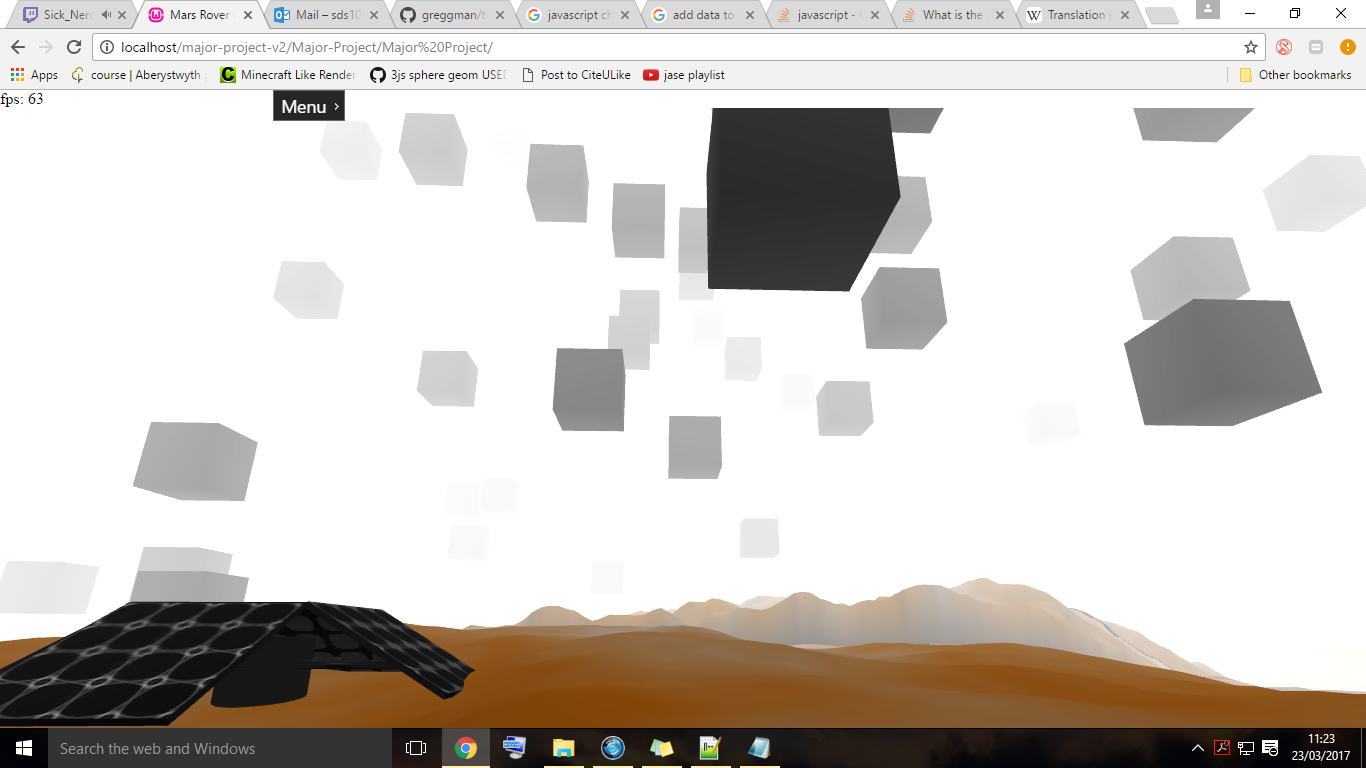 Sick_Nerd
Mars Rover
Mail – sds10
greggman/t
javascript ch
add data to
javascript - C
What is the
Translation (
localhost/major-project-v2/Major-Project/Major%20Project/
Apps
course | Aberystwyth
Minecraft Like Render
3js sphere geom USED
Post to CiteULike
jase playlist
Other bookmarks
fps: 63
Menu ›
Search the web and Windows
11:23
23/03/2017